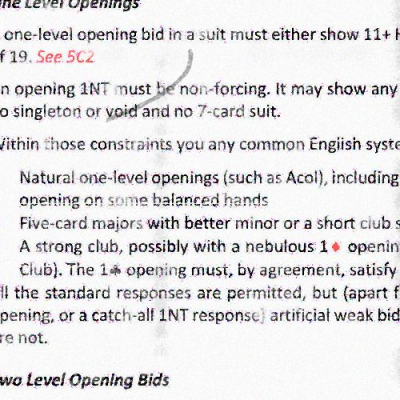 ne Level Openings
one-level opening bid in a suit must either show 11+ H
f 19. See 5C2
n opening 1NT must be non-forcing. It may show any
o singleton or void and no 7-card suit.
Within those constraints you any common English syste
Natural one-level openings (such as Acol), including
opening on some balanced hands
Five-card majors with better minor or a short club s
A strong club, possibly with a nebulous 1♦ openin
Club). The 1♣ opening must, by agreement, satisfy
ll the standard responses are permitted, but (apart f
pening, or a catch-all 1NT response) artificial weak bid
re not.
wo Level Opening Bids